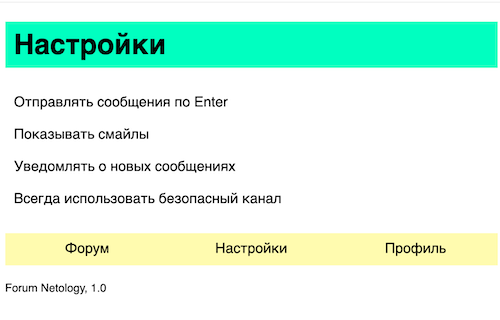 Настройки
Отправлять сообщения по Enter
Показывать смайлы
Уведомлять о новых сообщениях
Всегда использовать безопасный канал
Форум Настройки Профиль
Forum Netology, 1.0